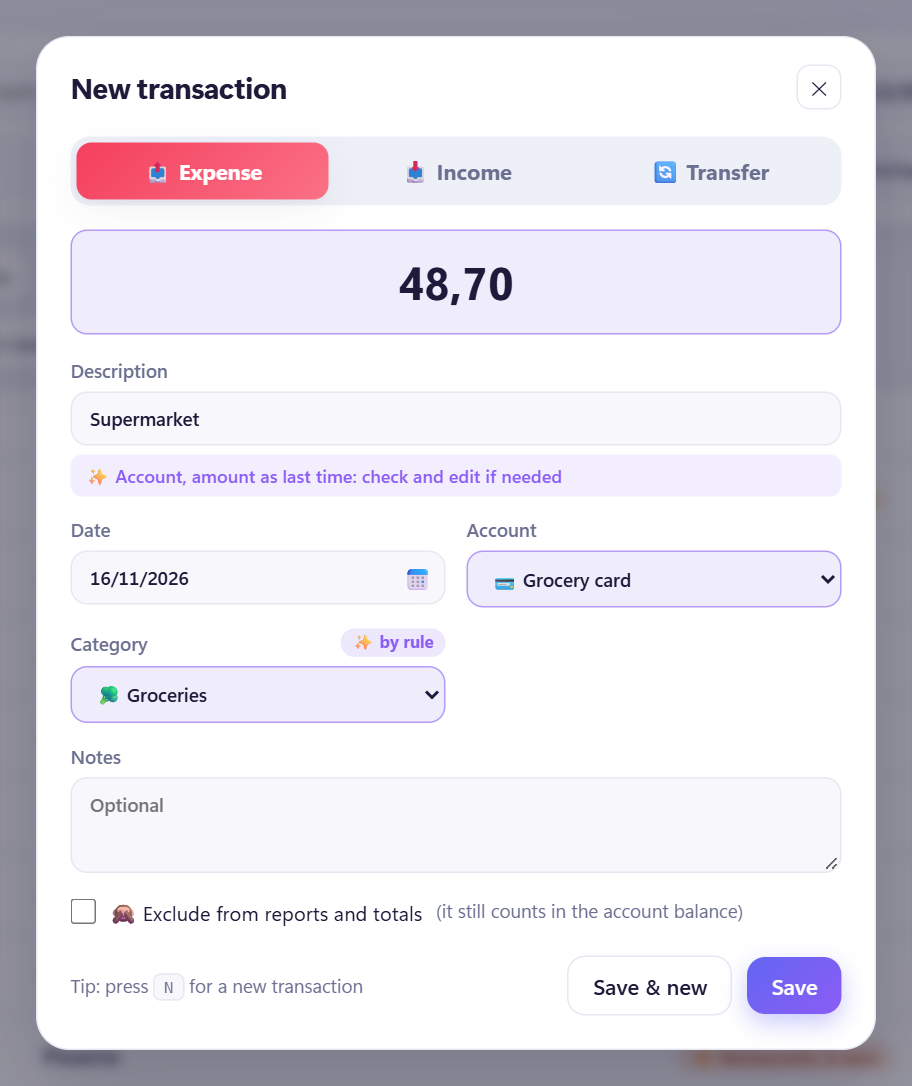 New transaction
Expense
Income
Transfer
48,70
Description
Supermarket
Account, amount as last time: check and edit if needed
Date
Account
16/11/2026
Grocery card
Category
by rule
Groceries
Notes
Optional
Exclude from reports and totals (it still counts in the account balance)
Tip: press N for a new transaction
Save & new
Save